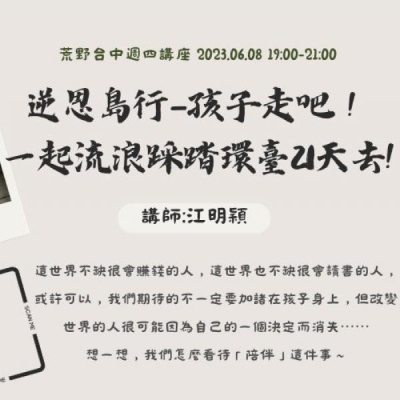 荒野台中週四講座 2023.06.08 19:00-21:00
逆思島行-孩子走吧！
一起流浪踩踏環臺21天去!
講師:江明穎
這世界不缺很會賺錢的人，這世界也不缺很會讀書的人，
或許可以，我們期待的不一定要加諸在孩子身上，但改變
世界的人很可能因為自己的一個決定而消失⋯⋯
想一想，我們怎麼看待「陪伴」這件事～
SCAN ME